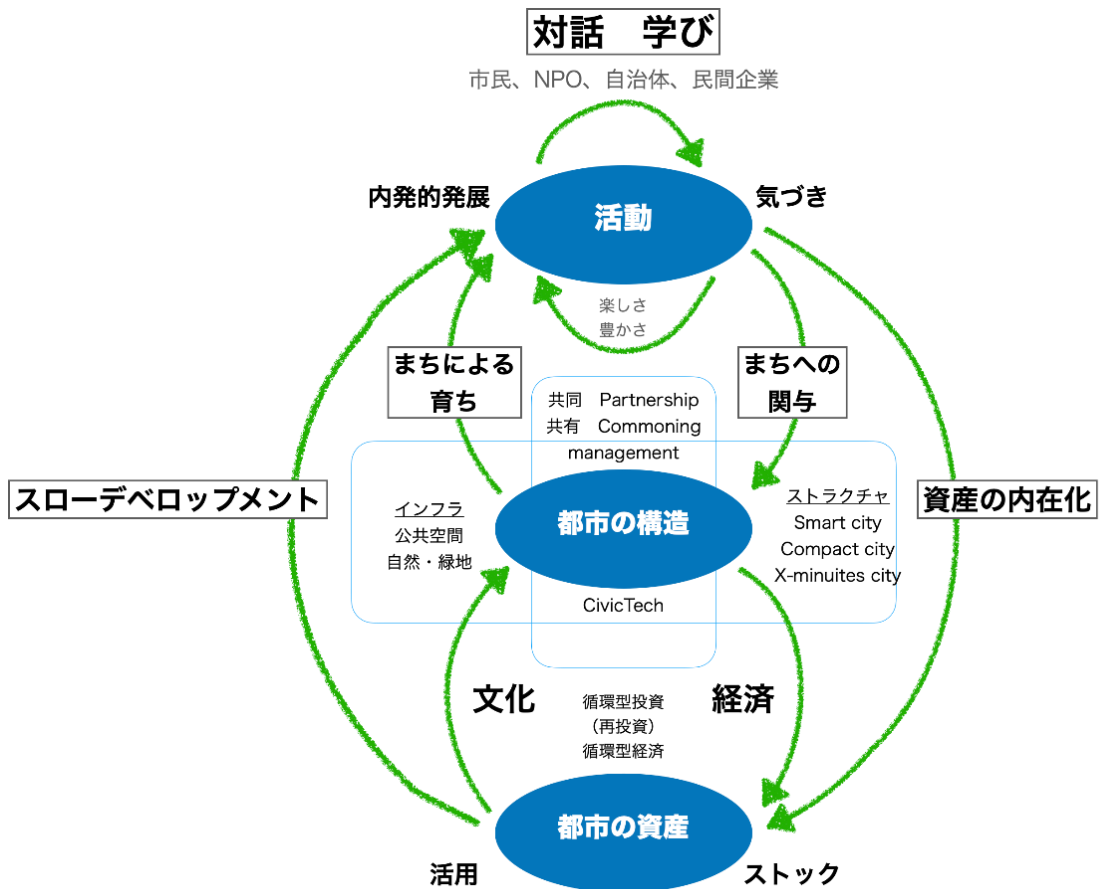 対話　学び
市民、NPO、自治体、民間企業
内発的発展
活動
気づき
楽しさ
豊かさ
まちによる
育ち
まちへの
関与
共同　Partnership
共有　Commoning
management
スローデベロップメント
インフラ
公共空間
自然・緑地
都市の構造
ストラクチャ
Smart city
Compact city
X-minuites city
資産の内在化
CivicTech
文化
循環型投資
（再投資）
循環型経済
経済
都市の資産
活用
ストック